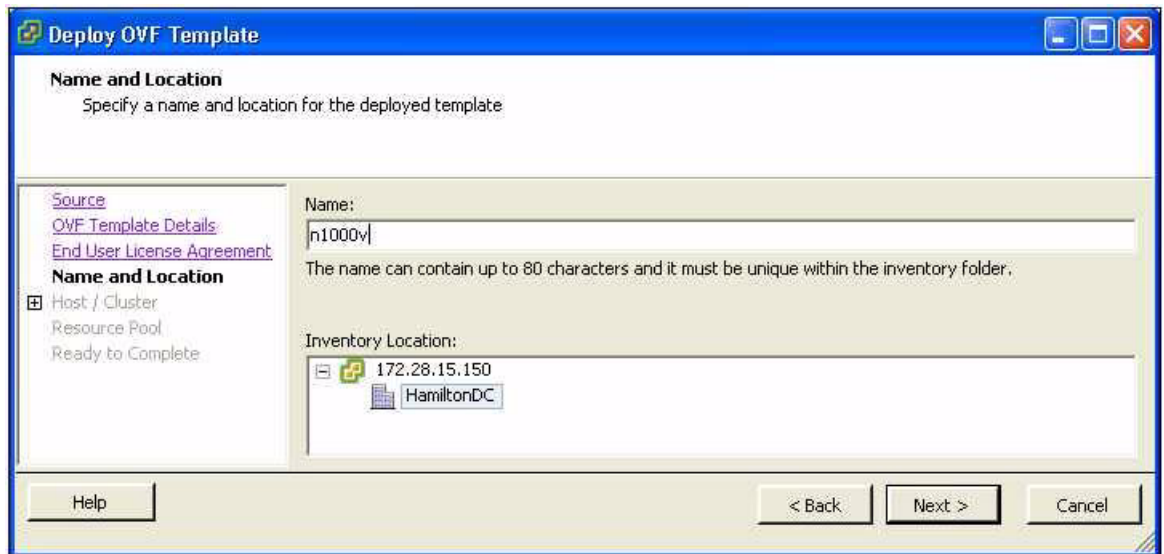 Deploy OVF Template
Name and Location
Specify a name and location for the deployed template
Source
OVF Template Details
End User License Agreement
Name and Location
Host / Cluster
Resource Pool
Ready to Complete
Name:
n1000v
The name can contain up to 80 characters and it must be unique within the inventory folder.
Inventory Location:
172.28.15.150
HamiltonDC
Help
< Back
Next >
Cancel